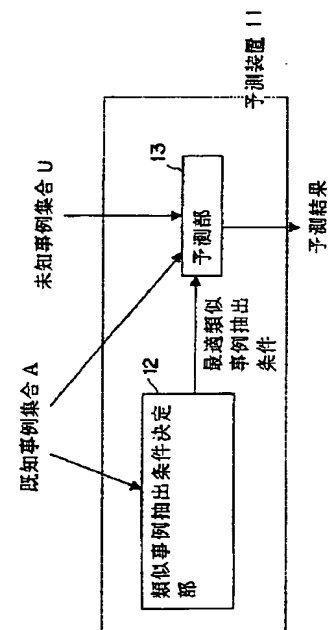 既知事例集合 A
未知事例集合 U
12
類似事例抽出条件決定
部
最適類似
事例抽出
条件
13
予測部
予測結果
予測装置 11